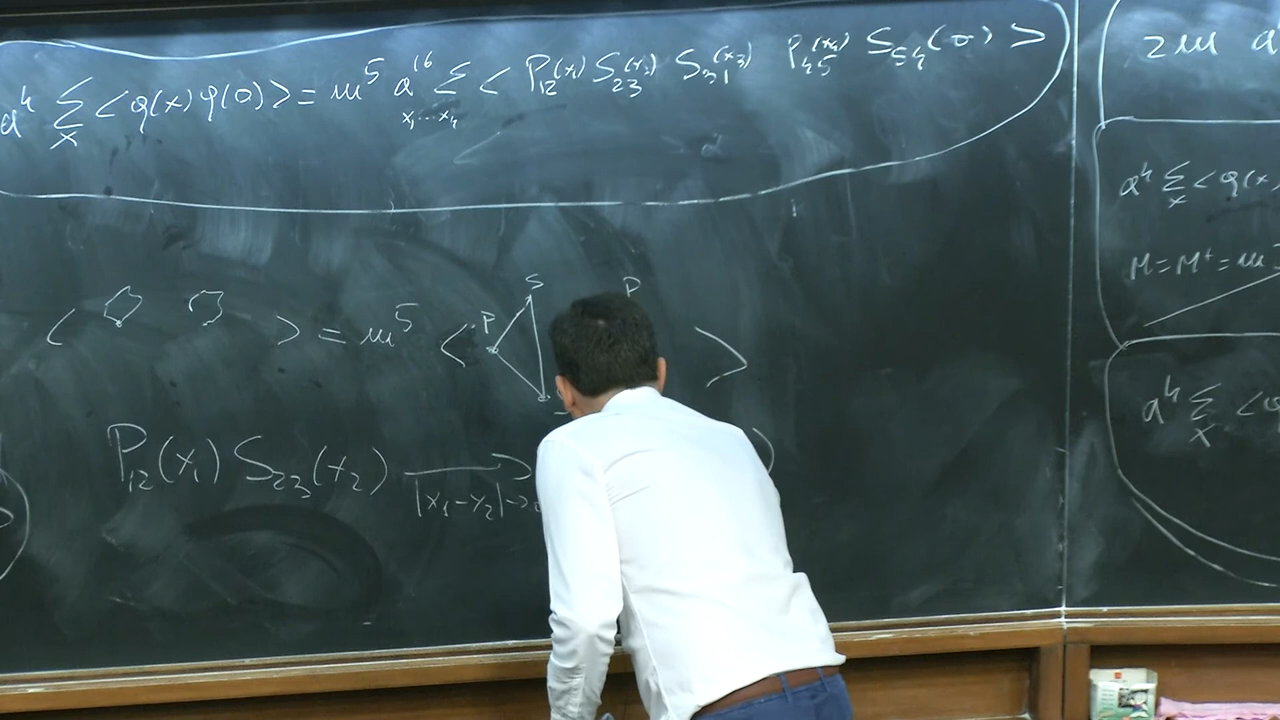 a⁴ Σ_x < q(x) q(0) > = m⁵ a¹⁶ Σ_{x₁...x₄} < P₁₂(x₁) S₂₃(x₂) S₃₁(x₃) P₄₅(x₄) S₅₄(0) >
< > = m⁵ < P S P >
P₁₂(x₁) S₂₃(x₂) → |x₁-x₂|→
2m a
a⁴ Σ_x < q(x)
M = M⁺ = m
a⁴ Σ_x < q